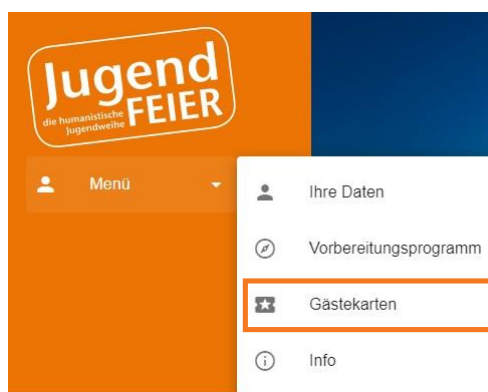 Jugend
die humanistische
Jugendweihe
FEIER
Menü
Ihre Daten
Vorbereitungsprogramm
Gästekarten
Info